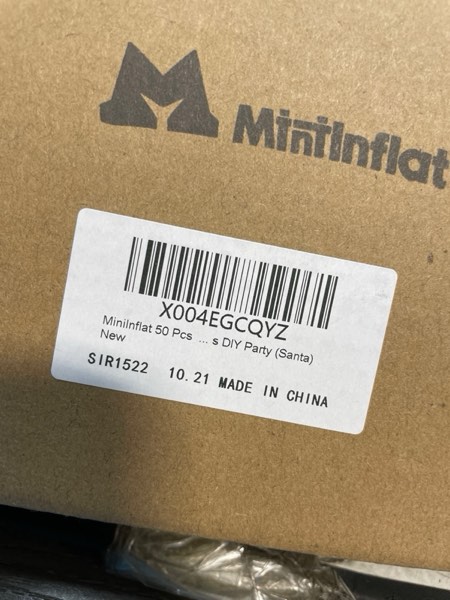 MiniInflat
X004EGCQYZ
MiniInflat 50 Pcs ... s DIY Party (Santa)
New
SIR1522 10.21 MADE IN CHINA